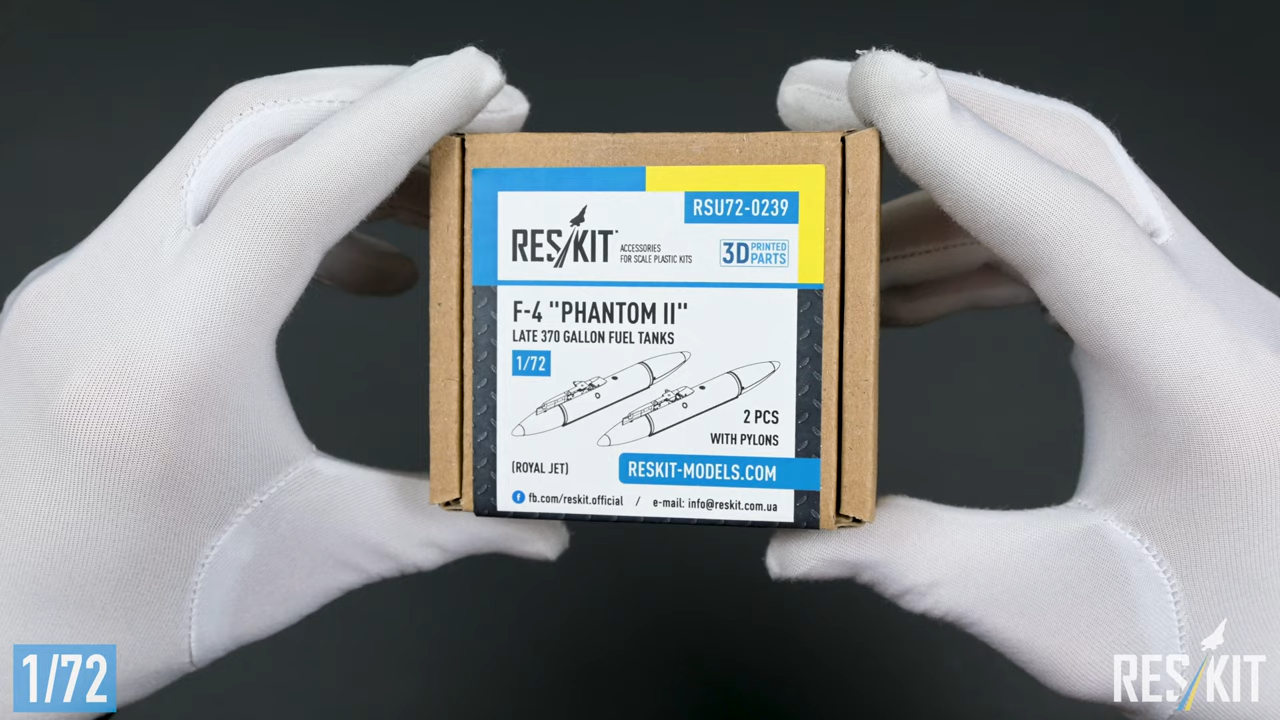 RSU72-0239
RESKIT
ACCESSORIES
FOR SCALE PLASTIC KITS
3D PRINTED
PARTS
F-4 "PHANTOM II"
LATE 370 GALLON FUEL TANKS
1/72
2 PCS
WITH PYLONS
(ROYAL JET)
RESKIT-MODELS.COM
f fb.com/reskit.official / e-mail: info@reskit.com.ua
1/72
RESKIT